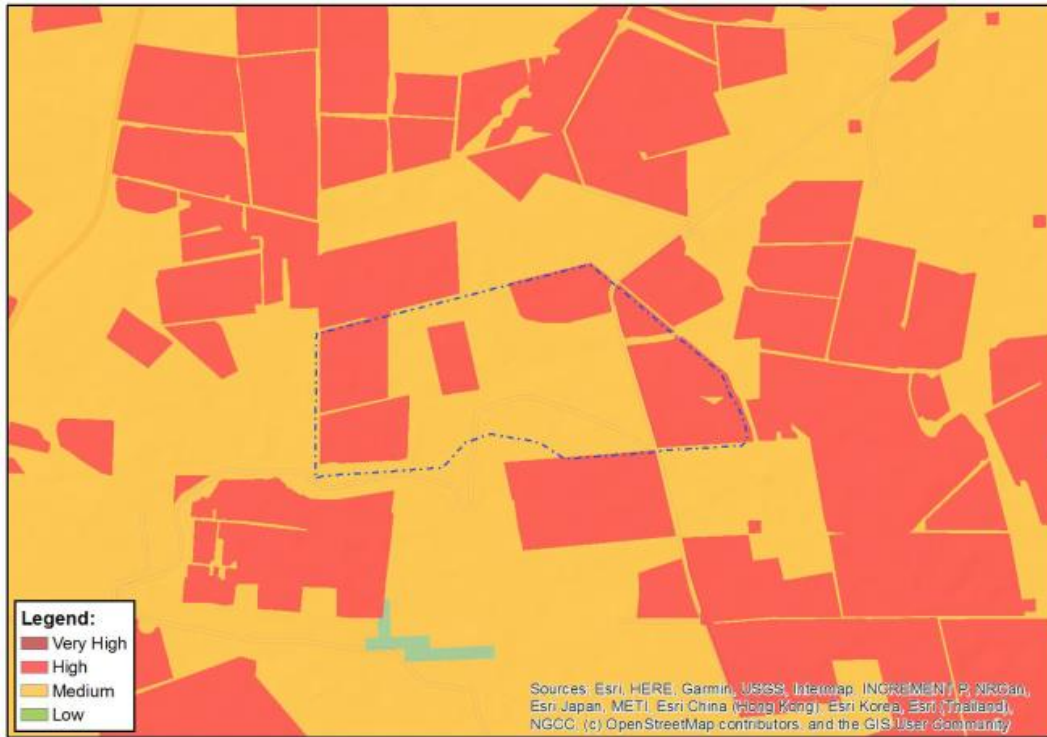 Legend:
Very High
High
Medium
Low
Sources: Esri, HERE, Garmin, USGS, Intermap, INCREMENT P, NRCan,
Esri Japan, METI, Esri China (Hong Kong), Esri Korea, Esri (Thailand),
NGCC, (c) OpenStreetMap contributors, and the GIS User Community